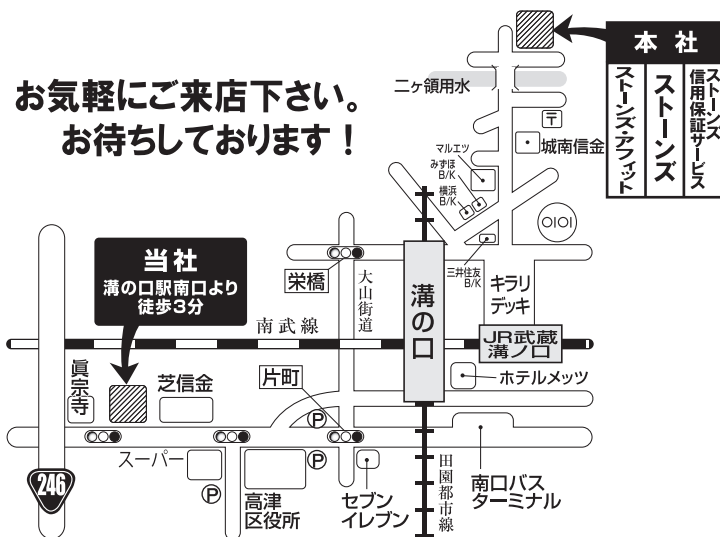 お気軽にご来店下さい。
お待ちしております！
本社
ストーンズ・アフィット
ストーンズ
ストーンズ
信用保証サービス
二ヶ領用水
〒
城南信金
マルエツ
みずほ
B/K
横浜
B/K
OIOI
三井住友
B/K
キラリ
デッキ
当社
溝の口駅南口より
徒歩3分
栄橋
大山街道
溝の口
南武線
JR武蔵
溝ノ口
ホテルメッツ
眞宗寺
芝信金
片町
P
スーパー
P
P
246
高津
区役所
セブン
イレブン
田園都市線
南口バス
ターミナル